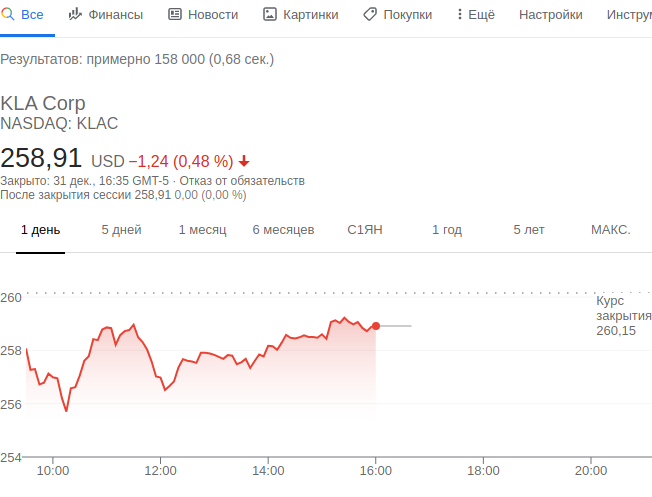 Все Финансы Новости Картинки Покупки Ещё Настройки
Результатов: примерно 158 000 (0,68 сек.)
KLA Corp
NASDAQ: KLAC
258,91 USD −1,24 (0,48 %)
Закрыто: 31 дек., 16:35 GMT-5 · Отказ от обязательств
После закрытия сессии 258,91 0,00 (0,00 %)
1 день 5 дней 1 месяц 6 месяцев С1ЯН 1 год 5 лет МАКС.
260
Курс
закрытия
260,15
258
256
254
10:00 12:00 14:00 16:00 18:00 20:00